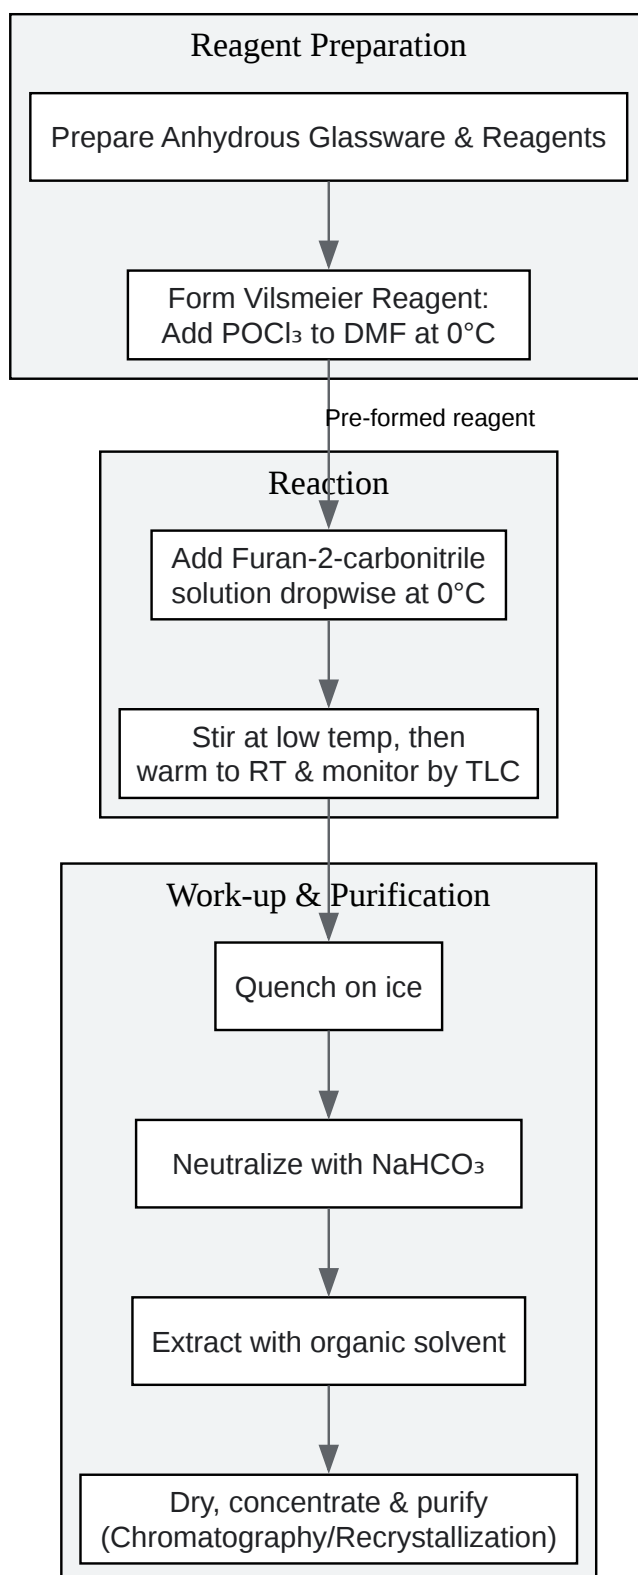 Reagent Preparation
Prepare Anhydrous Glassware & Reagents
Form Vilsmeier Reagent:
Add POCl₃ to DMF at 0°C
Pre-formed reagent
Reaction
Add Furan-2-carbonitrile
solution dropwise at 0°C
Stir at low temp, then
warm to RT & monitor by TLC
Work-up & Purification
Quench on ice
Neutralize with NaHCO₃
Extract with organic solvent
Dry, concentrate & purify
(Chromatography/Recrystallization)